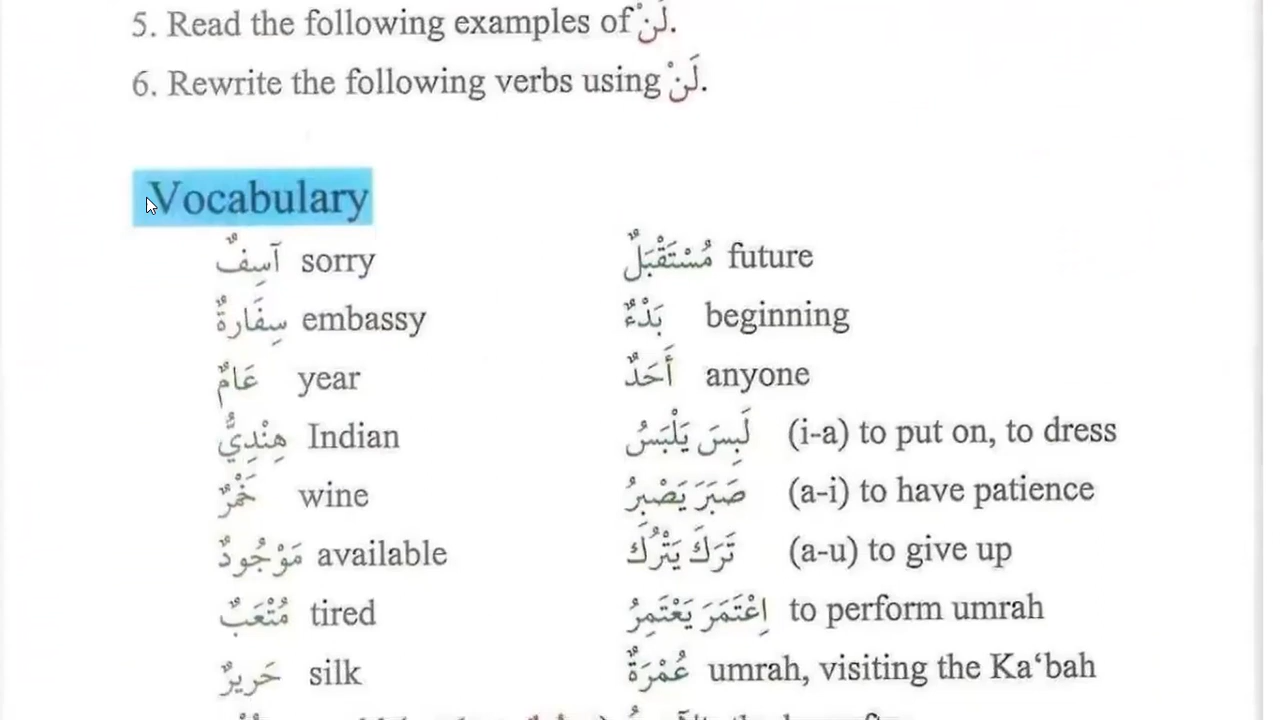 5. Read the following examples of لَنْ.
6. Rewrite the following verbs using لَنْ.
Vocabulary
آسِفٌ sorry
سِفَارَةٌ embassy
عَامٌ year
هِنْدِيٌّ Indian
خَمْرٌ wine
مَوْجُودٌ available
مُتْعَبٌ tired
حَرِيرٌ silk
مُسْتَقْبَلٌ future
بَدْءٌ beginning
أَحَدٌ anyone
لَبِسَ يَلْبَسُ (i-a) to put on, to dress
صَبَرَ يَصْبِرُ (a-i) to have patience
تَرَكَ يَتْرُكُ (a-u) to give up
اِعْتَمَرَ يَعْتَمِرُ to perform umrah
عُمْرَةٌ umrah, visiting the Ka‘bah